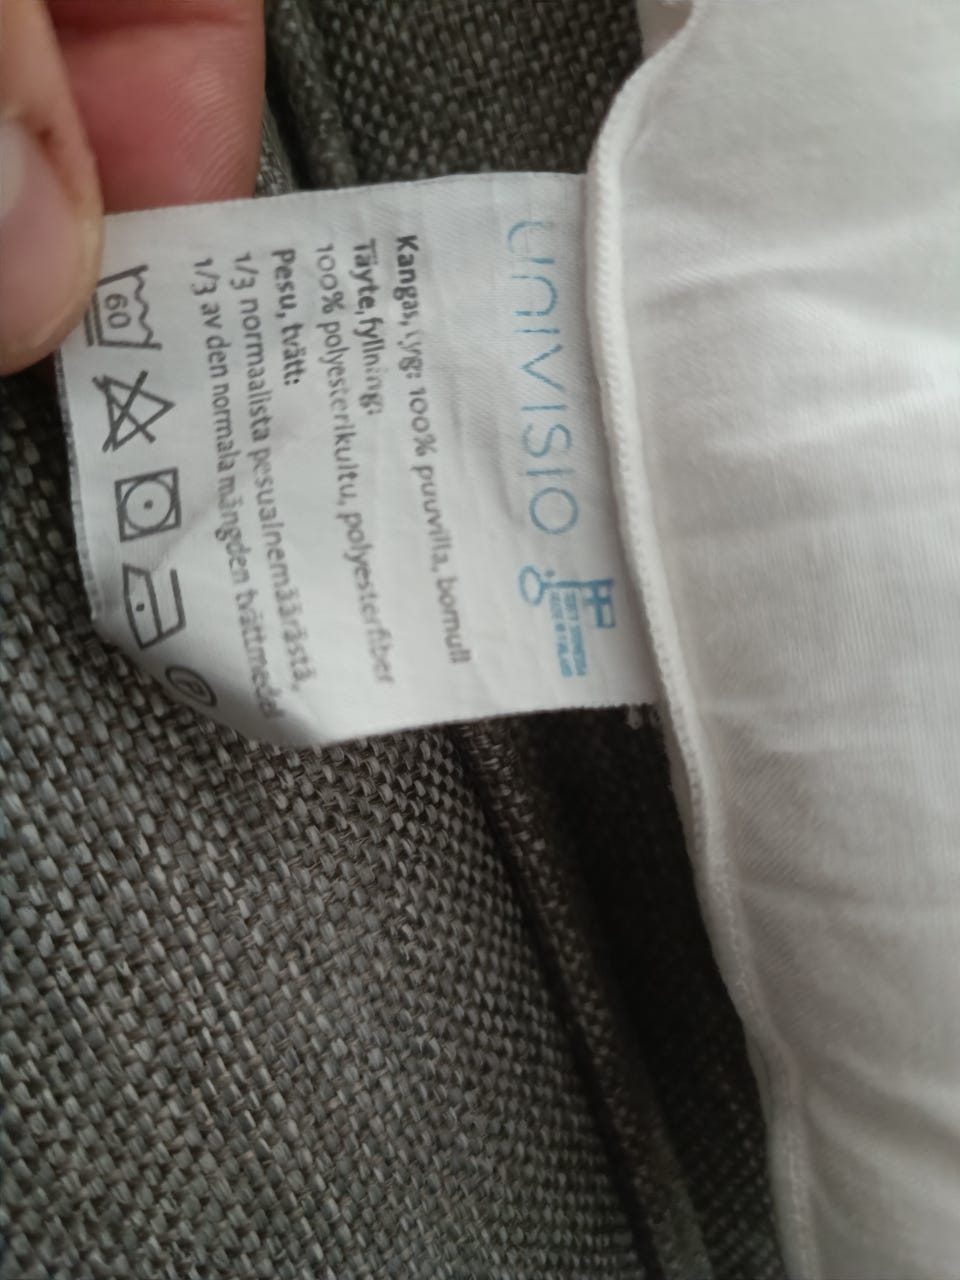 UNIVISIO
Kangas, tyg: 100% puuvilla, bomull
Täyte, fyllning:
100% polyesterikuitu, polyesterfiber
Pesu, tvätt:
1/3 normaalista pesuainemäärästä,
1/3 av den normala mängden tvättmedel
60
P